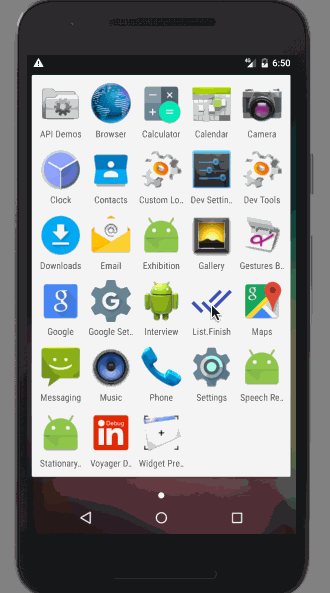 6:50
API Demos Browser Calculator Calendar Camera
Clock Contacts Custom Lo.. Dev Settin.. Dev Tools
Downloads Email Exhibition Gallery Gestures B..
Google Google Set.. Interview List.Finish Maps
Messaging Music Phone Settings Speech Re..
Debug
Stationary.. Voyager D.. Widget Pre..